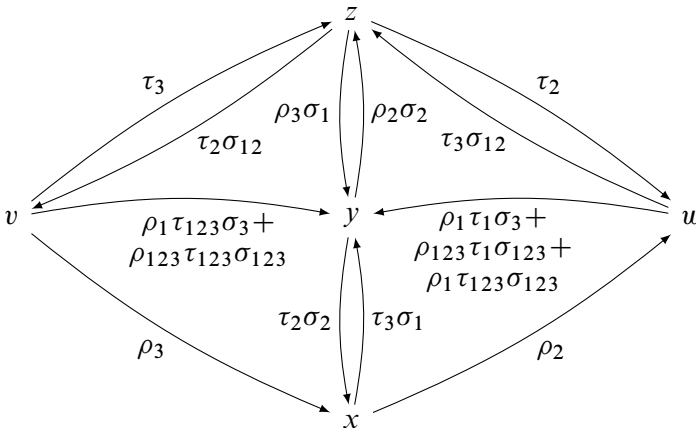 z
τ₃
τ₂
ρ₃σ₁
ρ₂σ₂
τ₂σ₁₂
τ₃σ₁₂
v
y
u
ρ₁τ₁₂₃σ₃+
ρ₁₂₃τ₁₂₃σ₁₂₃
ρ₁τ₁σ₃+
ρ₁₂₃τ₁σ₁₂₃+
ρ₁τ₁₂₃σ₁₂₃
τ₂σ₂
τ₃σ₁
ρ₃
ρ₂
x